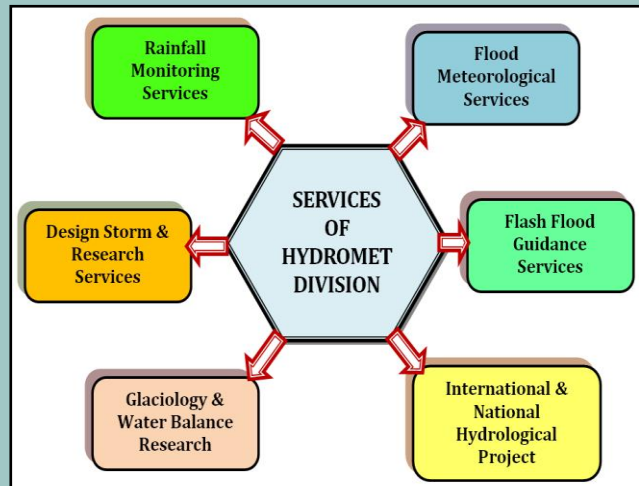 Rainfall
Monitoring
Services
Flood
Meteorological
Services
SERVICES
OF
HYDROMET
DIVISION
Design Storm &
Research
Services
Flash Flood
Guidance
Services
Glaciology &
Water Balance
Research
International &
National
Hydrological
Project